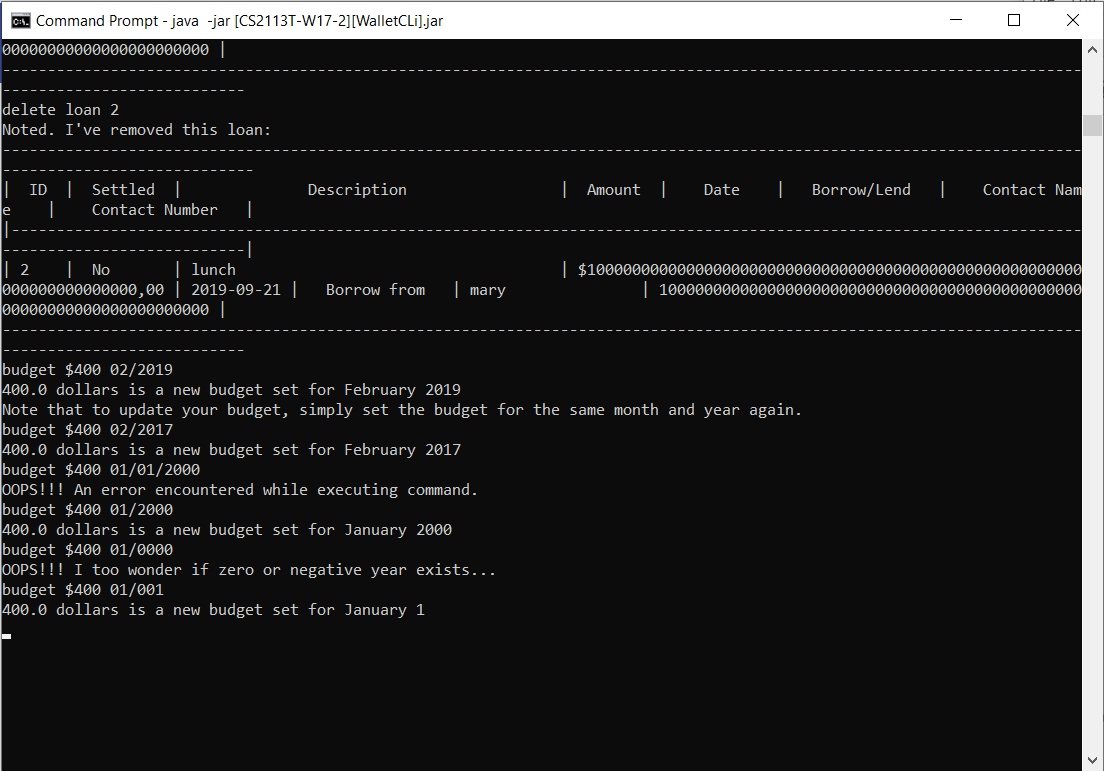 Command Prompt - java  -jar [CS2113T-W17-2][WalletCLi].jar
00000000000000000000000 |
------------------------------------------------------------------------------------------------------------------------
---------------------------
delete loan 2
Noted. I've removed this loan:
------------------------------------------------------------------------------------------------------------------------
----------------------------
|  ID  |  Settled  |              Description                 |  Amount  |    Date    |   Borrow/Lend   |    Contact Nam
e    |    Contact Number   |
|-----------------------------------------------------------------------------------------------------------------------
---------------------------|
| 2    |  No       | lunch                                    | $1000000000000000000000000000000000000000000000000000000
000000000000000,00 | 2019-09-21 |   Borrow from   | mary               | 10000000000000000000000000000000000000000000000
00000000000000000000000 |
------------------------------------------------------------------------------------------------------------------------
---------------------------
budget $400 02/2019
400.0 dollars is a new budget set for February 2019
Note that to update your budget, simply set the budget for the same month and year again.
budget $400 02/2017
400.0 dollars is a new budget set for February 2017
budget $400 01/01/2000
OOPS!!! An error encountered while executing command.
budget $400 01/2000
400.0 dollars is a new budget set for January 2000
budget $400 01/0000
OOPS!!! I too wonder if zero or negative year exists...
budget $400 01/001
400.0 dollars is a new budget set for January 1